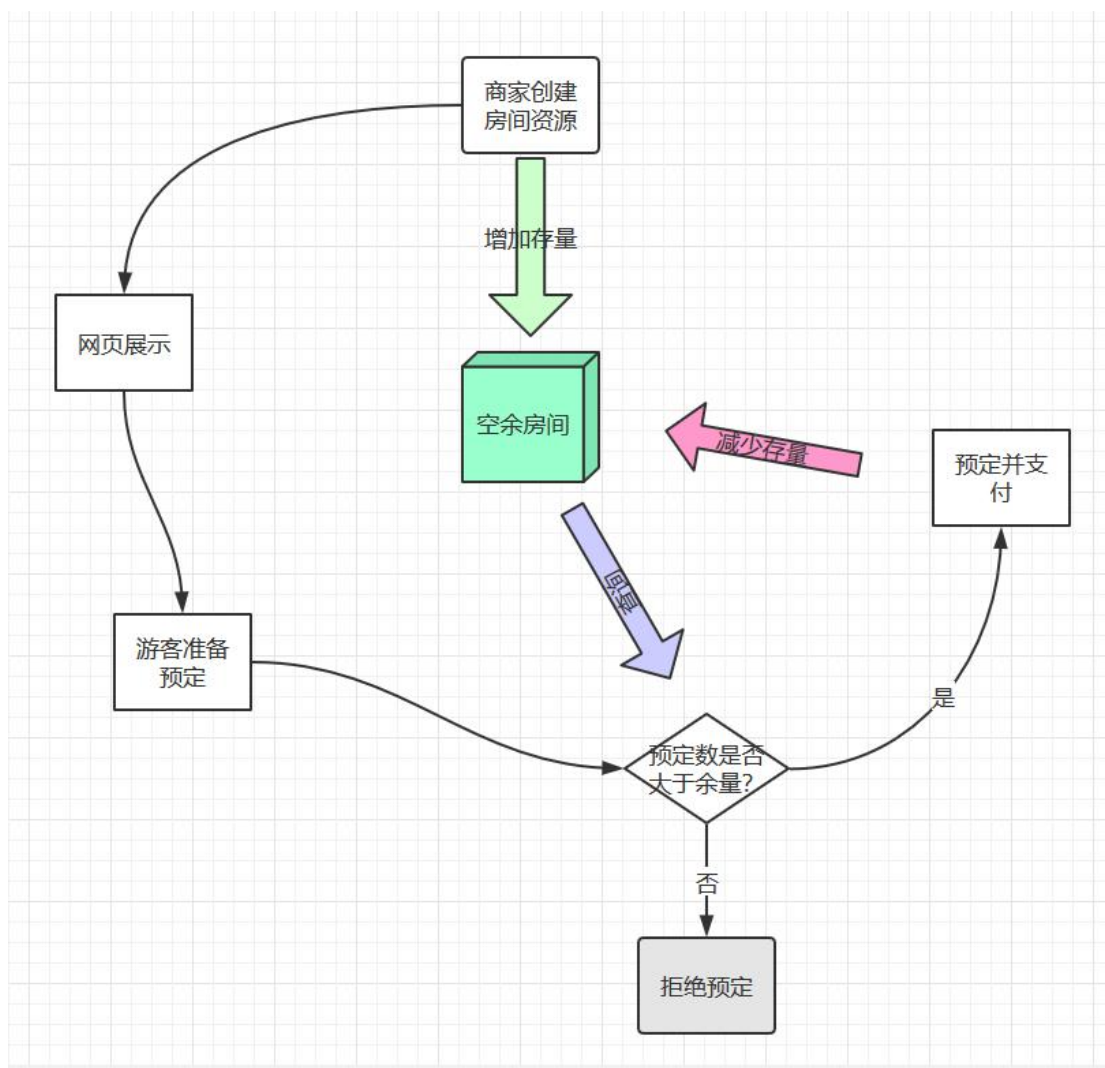 商家创建
房间资源
增加存量
网页展示
空余房间
减少存量
预定并支
付
查询
游客准备
预定
是
预定数是否
大于余量?
否
拒绝预定